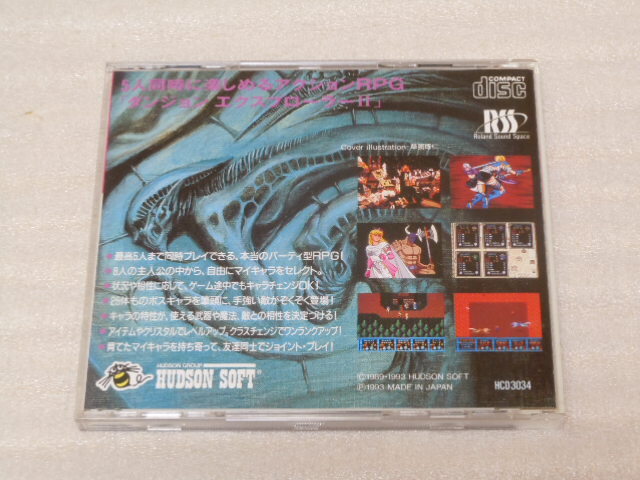 5人同時に楽しめるアクションRPG
「ダンジョン エクスプローラーII」
COMPACT
disc
RSS
Roland Sound Space
Cover illustration:
最高5人まで同時プレイできる、本当のパーティ型RPG!
8人の主人公の中から、自由にマイキャラをセレクト。
状況や相性に応じて、ゲーム途中でもキャラチェンジOK!
25体ものボスキャラを筆頭に、手強い敵がぞくぞく登場!
キャラの特性が、使える武器や魔法、敵との相性を決定づける!
アイテムやクリスタルでレベルアップ。クラスチェンジでワンランクアップ!
育てたマイキャラを持ち寄って、友達同士でジョイント・プレイ!
HUDSON GROUP
HUDSON SOFT®
©1989・1993 HUDSON SOFT
Ⓟ1993 MADE IN JAPAN
HCD3034